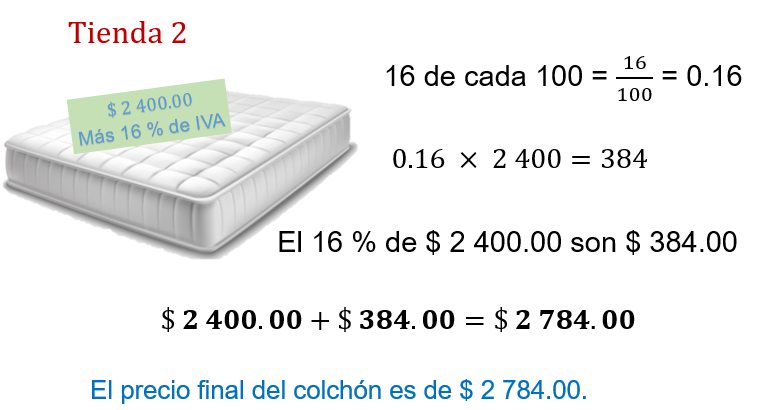 Tienda 2
$ 2 400.00
Más 16 % de IVA
16 de cada 100 = 16/100 = 0.16
0.16 × 2 400 = 384
El 16 % de $ 2 400.00 son $ 384.00
$ 2 400.00 + $ 384.00 = $ 2 784.00
El precio final del colchón es de $ 2 784.00.